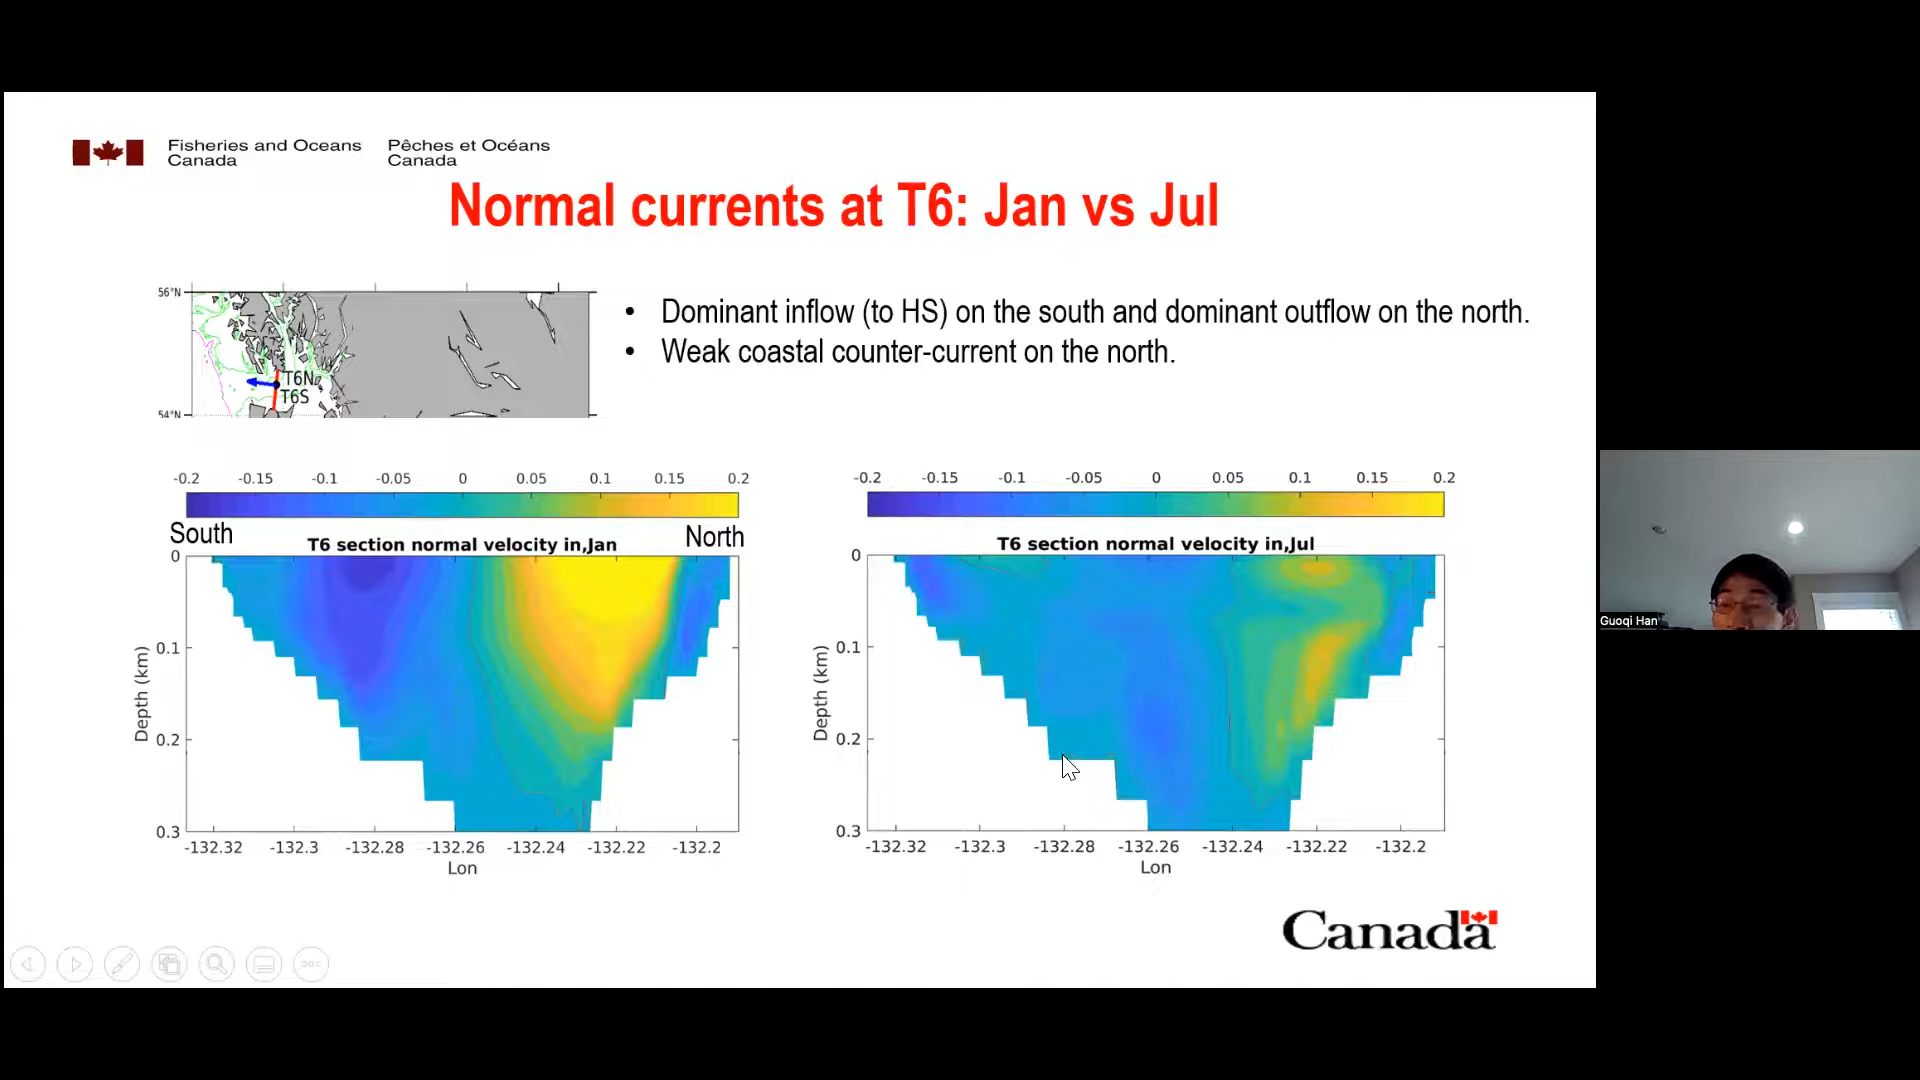 Fisheries and Oceans
Canada
Pêches et Océans
Canada
Normal currents at T6: Jan vs Jul
56°N
54°N
T6N
T6S
• Dominant inflow (to HS) on the south and dominant outflow on the north.
• Weak coastal counter-current on the north.
-0.2 -0.15 -0.1 -0.05 0 0.05 0.1 0.15 0.2
South
North
T6 section normal velocity in,Jan
0
0.1
0.2
0.3
Depth (km)
-132.32 -132.3 -132.28 -132.26 -132.24 -132.22 -132.2
Lon
-0.2 -0.15 -0.1 -0.05 0 0.05 0.1 0.15 0.2
T6 section normal velocity in,Jul
0
0.1
0.2
0.3
Depth (km)
-132.32 -132.3 -132.28 -132.26 -132.24 -132.22 -132.2
Lon
Canada
Guoqi Han